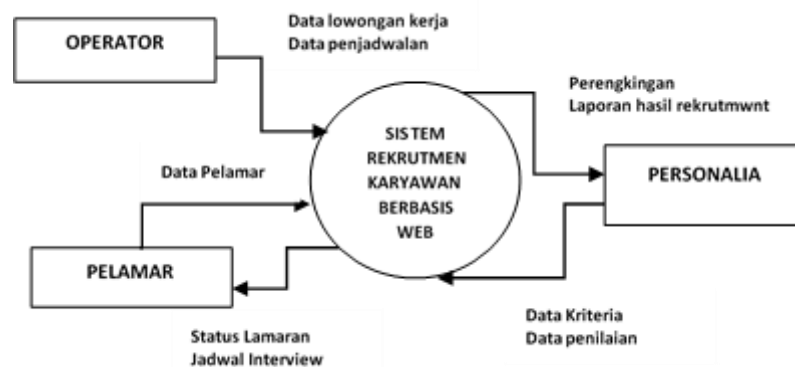 Data lowongan kerja
Data penjadwalan
OPERATOR
Perengkingan
Laporan hasil rekrutmwnt
SISTEM
REKRUTMEN
KARYAWAN
BERBASIS
WEB
Data Pelamar
PERSONALIA
PELAMAR
Data Kriteria
Data penilaian
Status Lamaran
Jadwal Interview